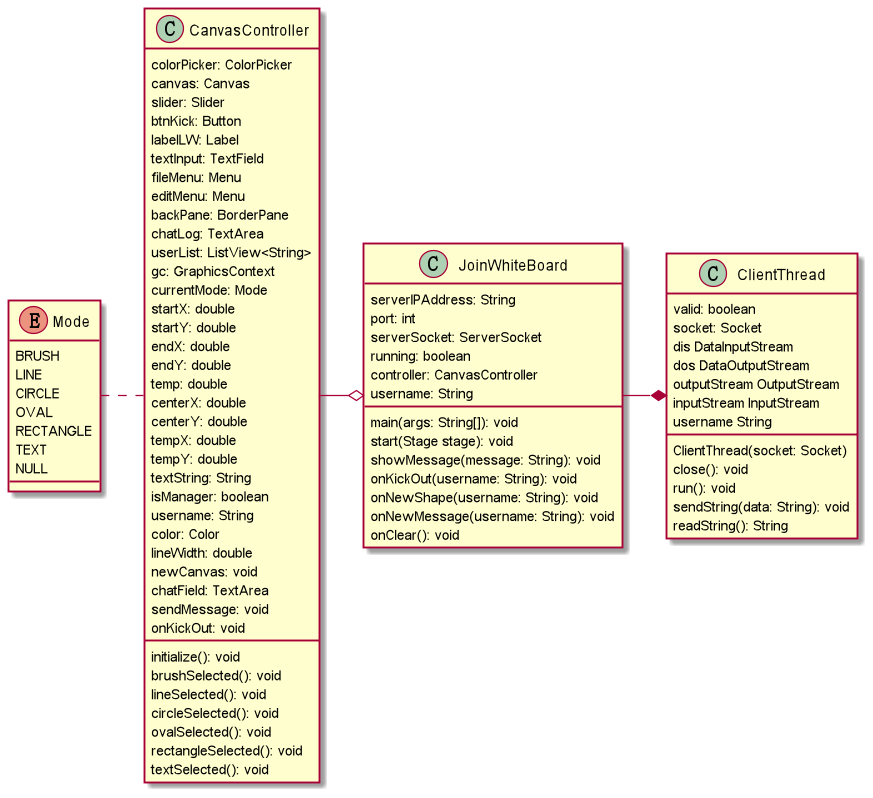 E Mode
BRUSH
LINE
CIRCLE
OVAL
RECTANGLE
TEXT
NULL
C CanvasController
colorPicker: ColorPicker
canvas: Canvas
slider: Slider
btnKick: Button
labelLW: Label
textInput: TextField
fileMenu: Menu
editMenu: Menu
backPane: BorderPane
chatLog: TextArea
userList: ListView<String>
gc: GraphicsContext
currentMode: Mode
startX: double
startY: double
endX: double
endY: double
temp: double
centerX: double
centerY: double
tempX: double
tempY: double
textString: String
isManager: boolean
username: String
color: Color
lineWidth: double
newCanvas: void
chatField: TextArea
sendMessage: void
onKickOut: void
initialize(): void
brushSelected(): void
lineSelected(): void
circleSelected(): void
ovalSelected(): void
rectangleSelected(): void
textSelected(): void
C JoinWhiteBoard
serverIPAddress: String
port: int
serverSocket: ServerSocket
running: boolean
controller: CanvasController
username: String
main(args: String[]): void
start(Stage stage): void
showMessage(message: String): void
onKickOut(username: String): void
onNewShape(username: String): void
onNewMessage(username: String): void
onClear(): void
C ClientThread
valid: boolean
socket: Socket
dis DataInputStream
dos DataOutputStream
outputStream OutputStream
inputStream InputStream
username String
ClientThread(socket: Socket)
close(): void
run(): void
sendString(data: String): void
readString(): String